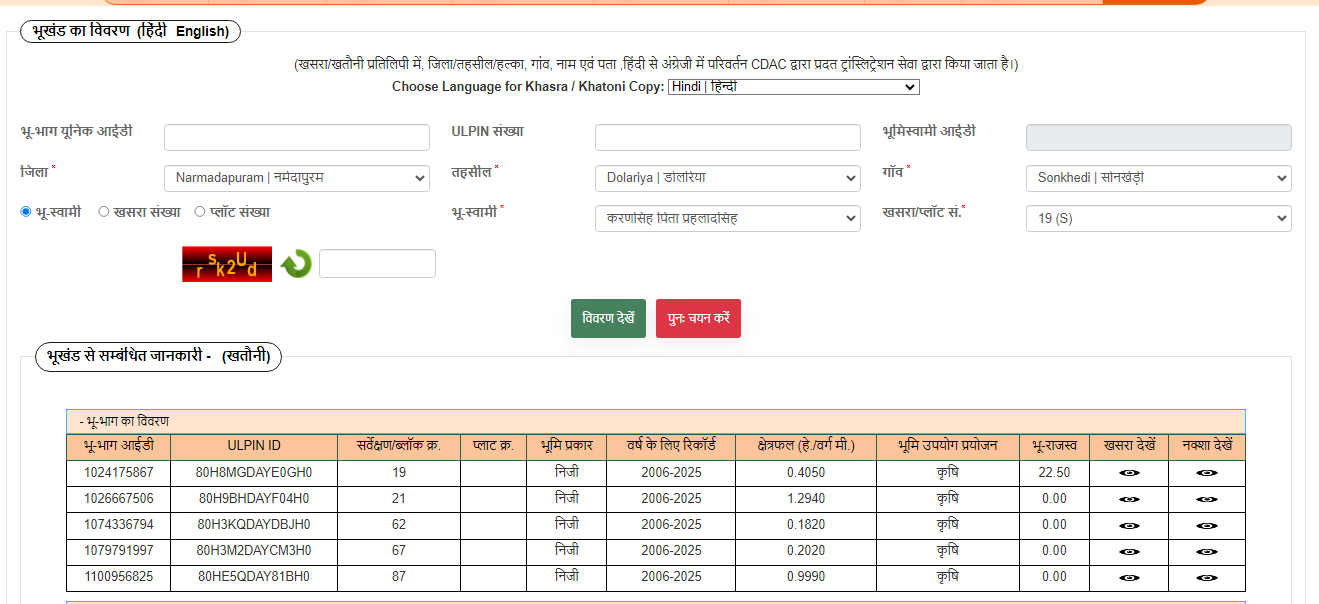 भूखंड का विवरण (हिंदी English)
(खसरा/खतौनी प्रतिलिपी में, जिला/तहसील/हल्का, गांव, नाम एवं पता ,हिंदी से अंग्रेजी में परिवर्तन CDAC द्वारा प्रदत ट्रांस्लिट्रेशन सेवा द्वारा किया जाता है।)
Choose Language for Khasra / Khatoni Copy: Hindi | हिन्दी
भू-भाग यूनिक आईडी ULPIN संख्या भूमिस्वामी आईडी
जिला * Narmadapuram | नर्मदापुरम तहसील * Dolariya | डोलरिया गाँव * Sonkhedi | सोनखेड़ी
भू-स्वामी खसरा संख्या प्लॉट संख्या भू-स्वामी * करणसिंह पिता प्रहलादसिंह खसरा/प्लॉट सं.* 19 (S)
r s k 2 U d
विवरण देखें पुनः चयन करें
भूखंड से सम्बंधित जानकारी - (खतौनी)
- भू-भाग का विवरण
भू-भाग आईडी ULPIN ID सर्वेक्षण/ब्लॉक क्र. प्लाट क्र. भूमि प्रकार वर्ष के लिए रिकॉर्ड क्षेत्रफल (हे./वर्ग मी.) भूमि उपयोग प्रयोजन भू-राजस्व खसरा देखें नक्शा देखें
1024175867 80H8MGDAYE0GH0 19 निजी 2006-2025 0.4050 कृषि 22.50
1026667506 80H9BHDAYF04H0 21 निजी 2006-2025 1.2940 कृषि 0.00
1074336794 80H3KQDAYDBJH0 62 निजी 2006-2025 0.1820 कृषि 0.00
1079791997 80H3M2DAYCM3H0 67 निजी 2006-2025 0.2020 कृषि 0.00
1100956825 80HE5QDAY81BH0 87 निजी 2006-2025 0.9990 कृषि 0.00